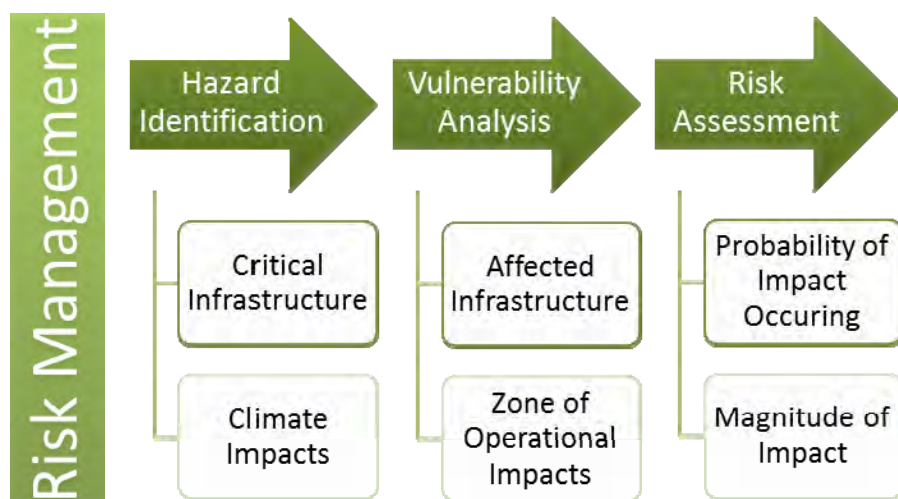 Risk Management
Hazard
Identification
Vulnerability
Analysis
Risk
Assessment
Critical
Infrastructure
Affected
Infrastructure
Probability of
Impact
Occuring
Climate
Impacts
Zone of
Operational
Impacts
Magnitude of
Impact